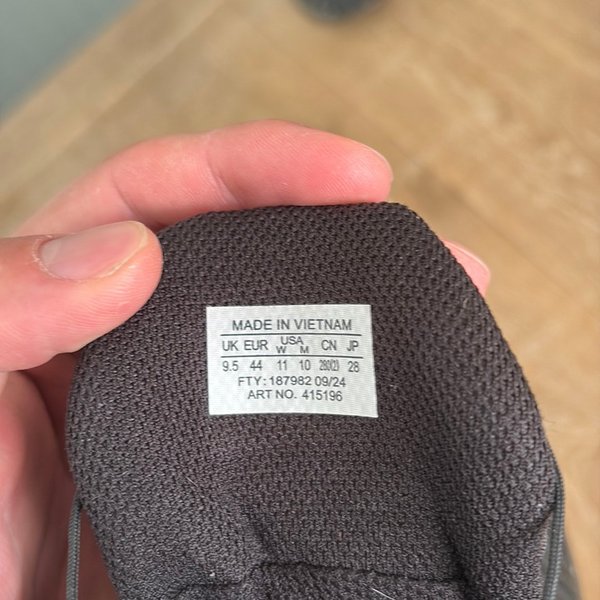 MADE IN VIETNAM
UK EUR USA W M CN JP
9.5 44 11 10 280(2) 28
FTY: 187982 09/24
ART NO. 415196